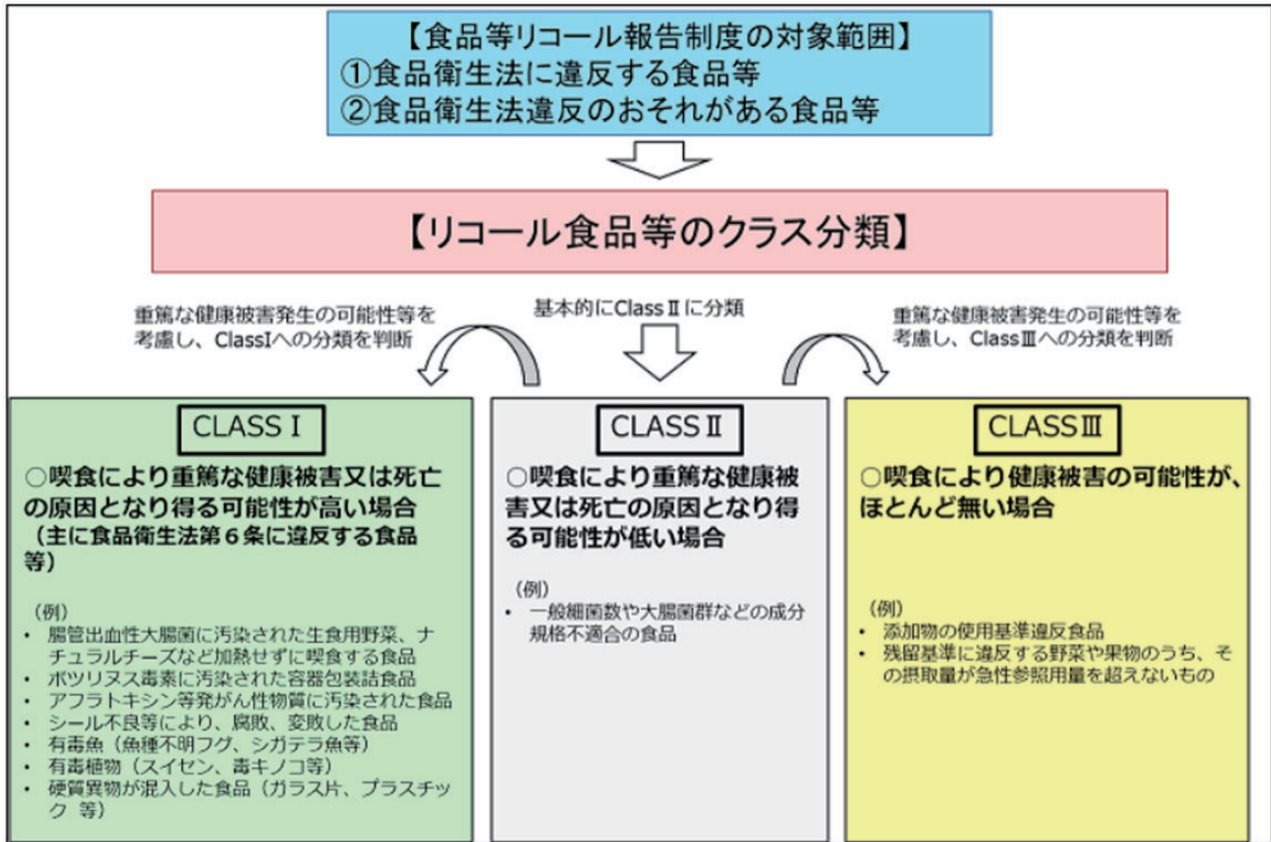 【食品等リコール報告制度の対象範囲】
①食品衛生法に違反する食品等
②食品衛生法違反のおそれがある食品等
【リコール食品等のクラス分類】
重篤な健康被害発生の可能性等を
考慮し、ClassⅠへの分類を判断
基本的にClassⅡに分類
重篤な健康被害発生の可能性等を
考慮し、ClassⅢへの分類を判断
CLASSⅠ
○喫食により重篤な健康被害又は死亡
の原因となり得る可能性が高い場合
（主に食品衛生法第６条に違反する食品
等）
（例）
• 腸管出血性大腸菌に汚染された生食用野菜、ナ
チュラルチーズなど加熱せずに喫食する食品
• ボツリヌス毒素に汚染された容器包装詰食品
• アフラトキシン等発がん性物質に汚染された食品
• シール不良等により、腐敗、変敗した食品
• 有毒魚（魚種不明フグ、シガテラ魚等）
• 有毒植物（スイセン、毒キノコ等）
• 硬質異物が混入した食品（ガラス片、プラスチッ
ク 等）
CLASSⅡ
○喫食により重篤な健康被
害又は死亡の原因となり得
る可能性が低い場合
（例）
• 一般細菌数や大腸菌群などの成分
規格不適合の食品
CLASSⅢ
○喫食により健康被害の可能性が、
ほとんど無い場合
（例）
• 添加物の使用基準違反食品
• 残留基準に違反する野菜や果物のうち、そ
の摂取量が急性参照用量を超えないもの